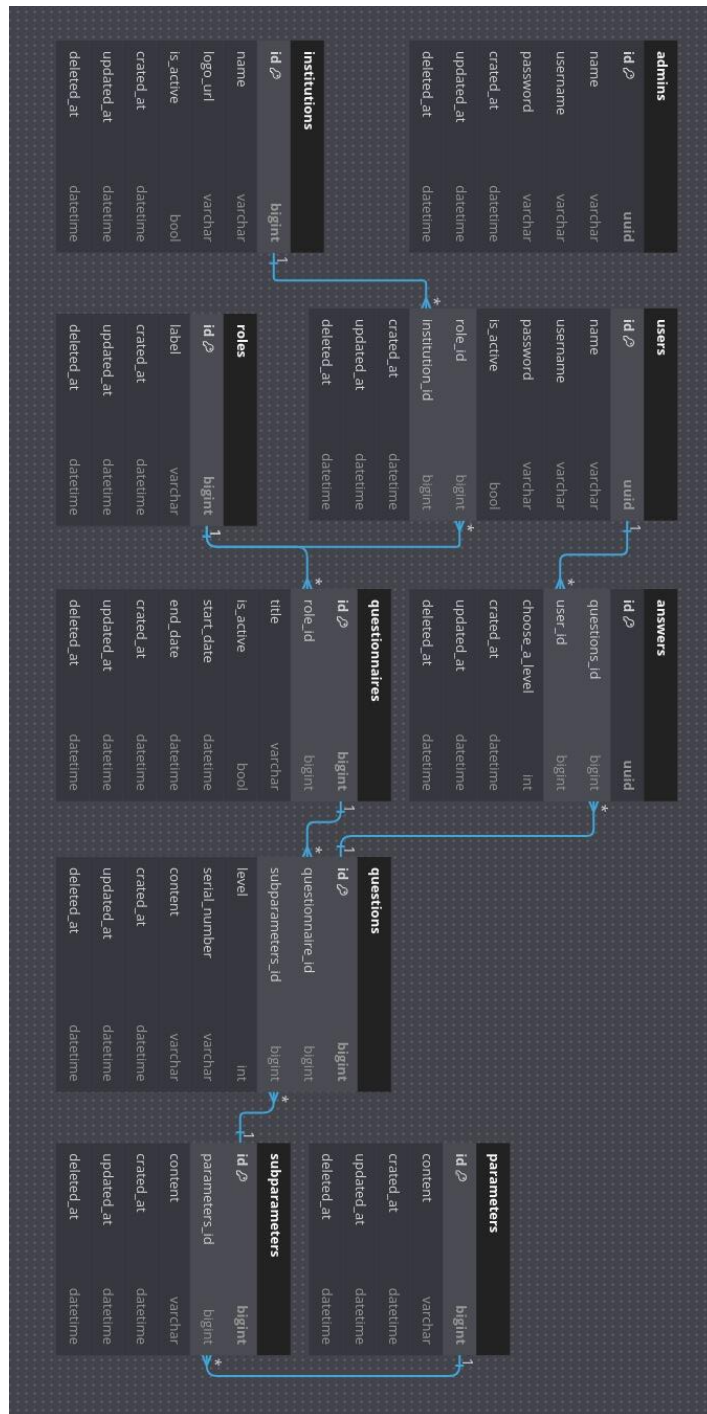 admins
id uuid
name varchar
username varchar
password varchar
crated_at datetime
updated_at datetime
deleted_at datetime
institutions
id bigint
name varchar
logo_url varchar
is_active bool
crated_at datetime
updated_at datetime
deleted_at datetime
1
*
users
id uuid
name varchar
username varchar
password varchar
is_active bool
role_id bigint
institution_id bigint
crated_at datetime
updated_at datetime
deleted_at datetime
roles
id bigint
label varchar
crated_at datetime
updated_at datetime
deleted_at datetime
1
*
1
*
*
answers
id uuid
questions_id bigint
user_id bigint
choose_a_level int
crated_at datetime
updated_at datetime
deleted_at datetime
questionnaires
id bigint
role_id bigint
title varchar
is_active bool
start_date datetime
end_date datetime
crated_at datetime
updated_at datetime
deleted_at datetime
*
1
1
*
questions
id bigint
questionnaire_id bigint
subparameters_id bigint
level int
serial_number varchar
content varchar
crated_at datetime
updated_at datetime
deleted_at datetime
*
1
parameters
id bigint
content varchar
crated_at datetime
updated_at datetime
deleted_at datetime
subparameters
id bigint
parameters_id bigint
content varchar
crated_at datetime
updated_at datetime
deleted_at datetime
1
*